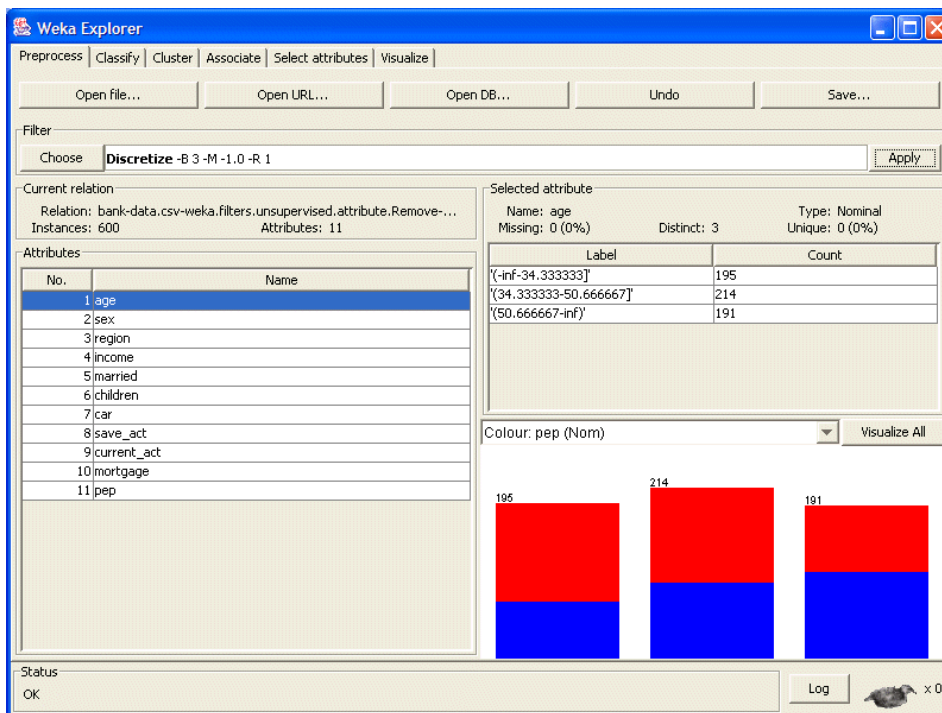 Weka Explorer
Preprocess Classify Cluster Associate Select attributes Visualize
Open file... Open URL... Open DB... Undo Save...
Filter
Choose Discretize -B 3 -M -1.0 -R 1 Apply
Current relation
Relation: bank-data.csv-weka.filters.unsupervised.attribute.Remove-...
Instances: 600 Attributes: 11
Attributes
No. Name
1 age
2 sex
3 region
4 income
5 married
6 children
7 car
8 save_act
9 current_act
10 mortgage
11 pep
Selected attribute
Name: age Type: Nominal
Missing: 0 (0%) Distinct: 3 Unique: 0 (0%)
Label Count
'(-inf-34.333333]' 195
'(34.333333-50.666667]' 214
'(50.666667-inf)' 191
Colour: pep (Nom) Visualize All
195 214 191
Status
OK
Log x 0